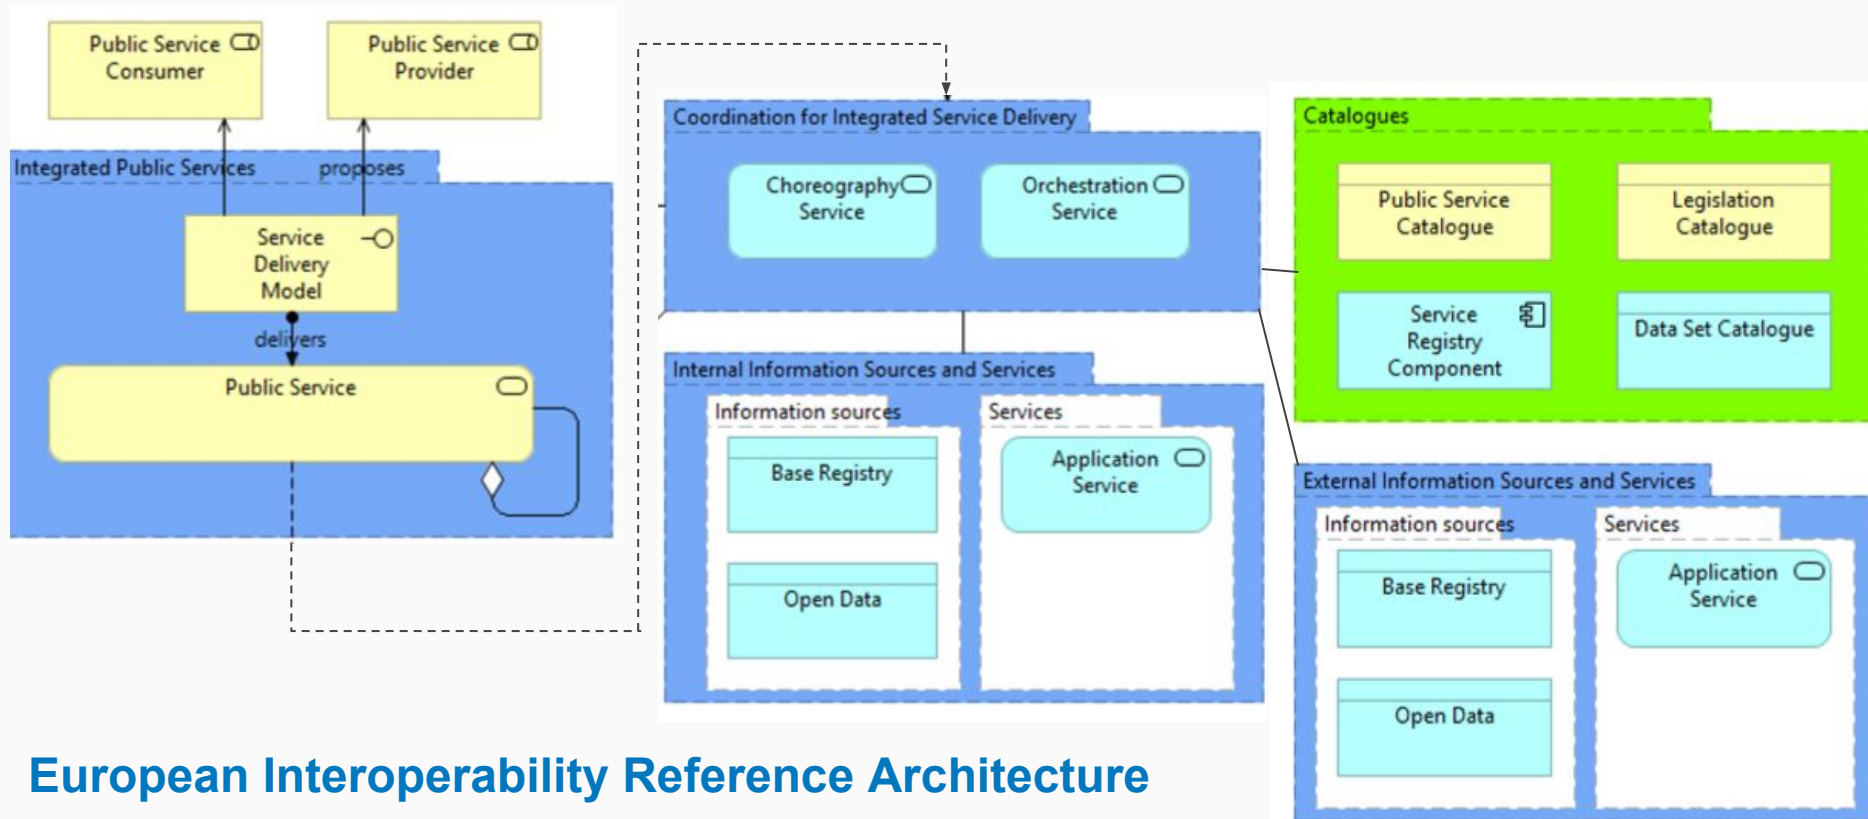 Public Service
Consumer
Public Service
Provider
Integrated Public Services
proposes
Service
Delivery
Model
delivers
Public Service
Coordination for Integrated Service Delivery
Choreography
Service
Orchestration
Service
Internal Information Sources and Services
Information sources
Services
Base Registry
Application
Service
Open Data
Catalogues
Public Service
Catalogue
Legislation
Catalogue
Service
Registry
Component
Data Set Catalogue
External Information Sources and Services
Information sources
Services
Base Registry
Application
Service
Open Data
European Interoperability Reference Architecture